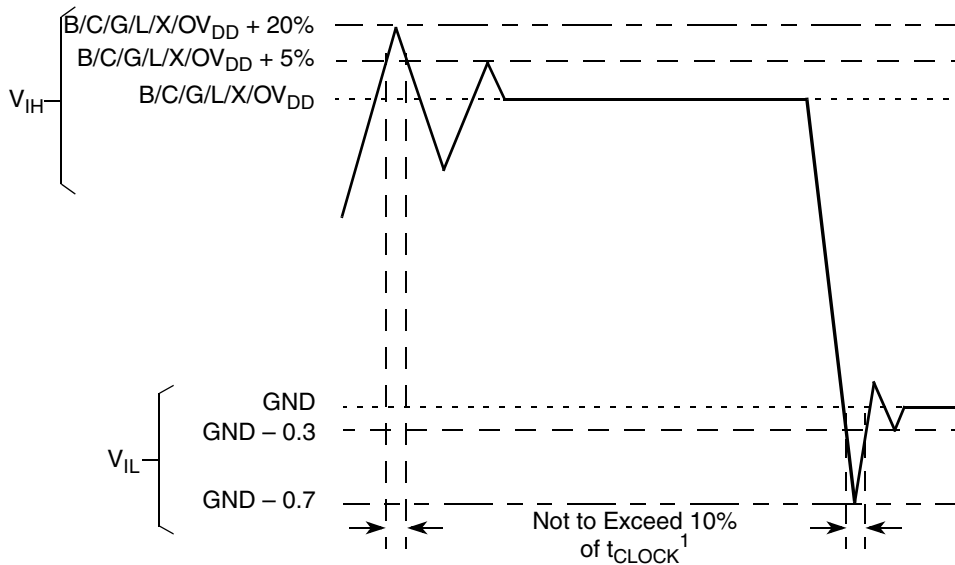 B/C/G/L/X/OVDD + 20%
B/C/G/L/X/OVDD + 5%
B/C/G/L/X/OVDD
VIH
GND
GND – 0.3
VIL
GND – 0.7
Not to Exceed 10%
of tCLOCK1